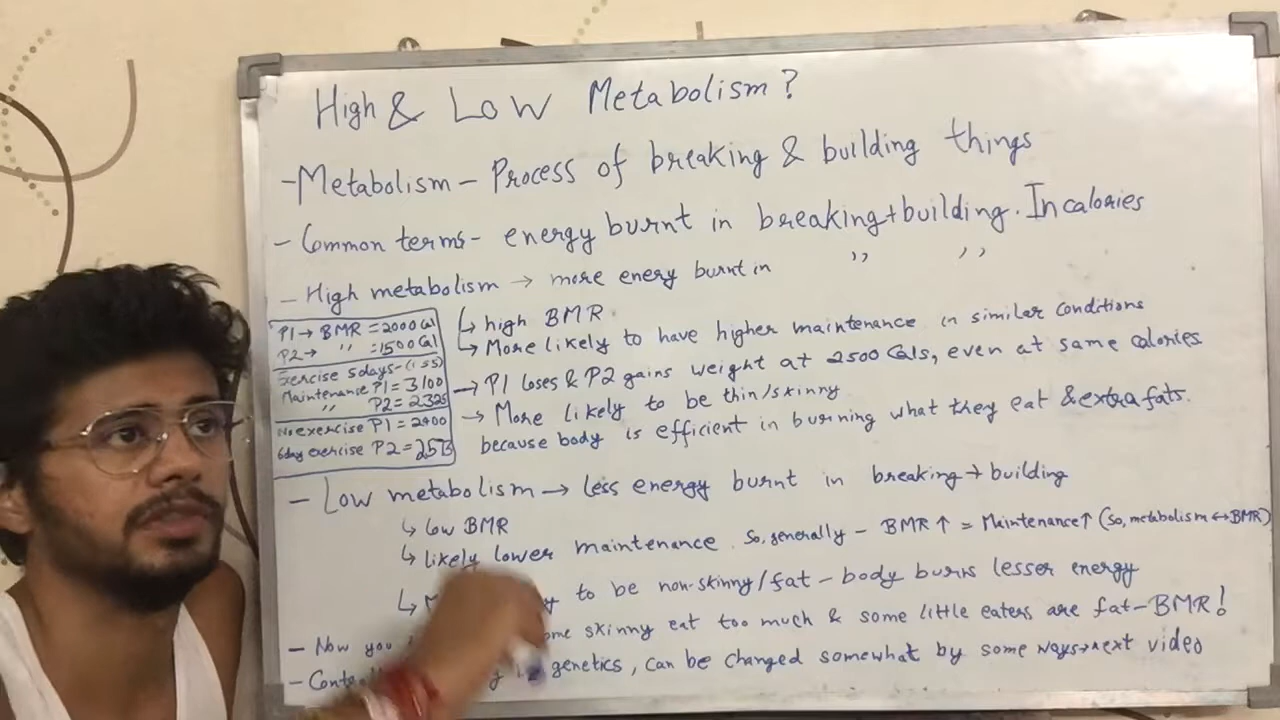 High & Low Metabolism?
-Metabolism - Process of breaking & building things
- Common terms - energy burnt in breaking+building. In calories
- High metabolism → more enery burnt in ,, ,,
P1 → BMR = 2000 Cal
P2 → ,, = 1500 Cal
Exercise 5days-(1.55)
Maintenance P1 = 3100
,, P2 = 2325
No exercise P1 = 2400
6day exercise P2 =
↳ high BMR
↳ More likely to have higher maintenance in similar conditions
→ P1 loses & P2 gains weight at 2500 Cals, even at same calories
→ More likely to be thin/skinny
because body is efficient in burning what they eat & extra fats.
- Low metabolism → less energy burnt in breaking + building
↳ low BMR
↳ likely lower maintenance. So, generally - BMR↑ = Maintenance↑ (So, metabolism ↔ BMR)
↳ to be non-skinny/fat - body burns lesser energy
- Now you skinny eat too much & some little eaters are fat - BMR!
- genetics, can be changed somewhat by some ways → next video